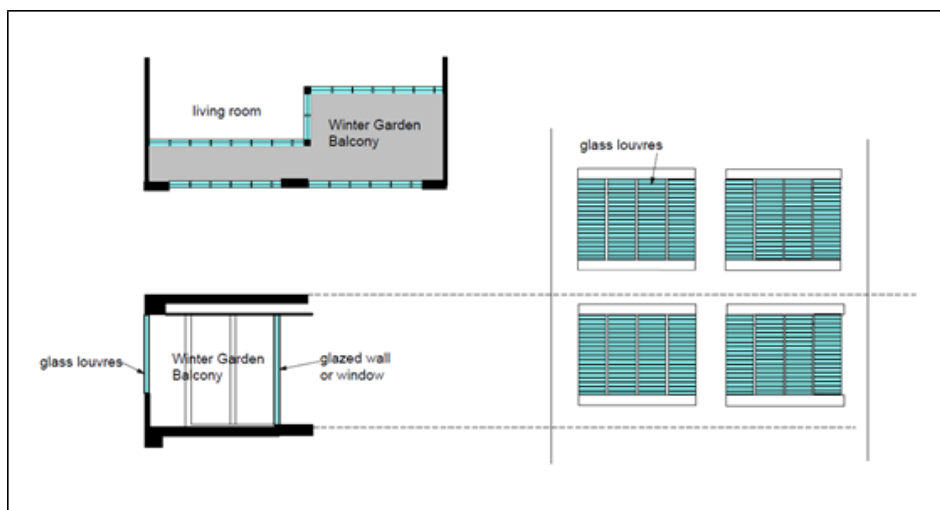 living room
Winter Garden
Balcony
glass louvres
glass louvres
Winter Garden
Balcony
glazed wall
or window